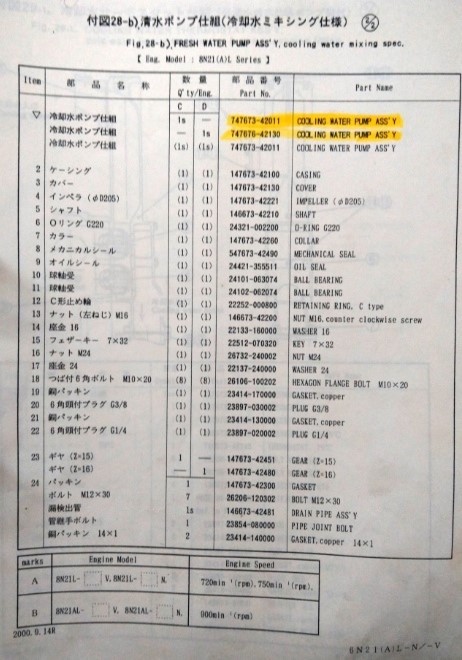 付図28-b).清水ポンプ仕組(冷却水ミキシング仕様) 2/2
Fig.28-b).FRESH WATER PUMP ASS'Y.cooling water mixing spec.
[ Eng. Model : 8N21(A)L Series ]
Item 部 品 名 称 数 量 部 品 番 号 Part Name
Q'ty/Eng. Part No.
C D
▽ 冷却水ポンプ仕組 1s — 747673-42011 COOLING WATER PUMP ASS'Y
冷却水ポンプ仕組 — 1s 747676-42130 COOLING WATER PUMP ASS'Y
冷却水ポンプ仕組 (1s) (1s) 747673-42011 COOLING WATER PUMP ASS'Y
2 ケーシング (1) (1) 147673-42100 CASING
3 カバー (1) (1) 147673-42130 COVER
4 インペラ (φD205) (1) (1) 147673-42221 IMPELLER (φD205)
5 シャフト (1) (1) 146673-42210 SHAFT
6 Oリング G220 (1) (1) 24321-002200 O-RING G220
7 カラー (1) (1) 147673-42260 COLLAR
8 メカニカルシール (1) (1) 547673-42490 MECHANICAL SEAL
9 オイルシール (1) (1) 24421-355511 OIL SEAL
10 球軸受 (1) (1) 24101-063074 BALL BEARING
11 球軸受 (1) (1) 24102-062074 BALL BEARING
12 C形止め輪 (1) (1) 22252-000800 RETAINING RING, C type
13 ナット(左ねじ) M16 (1) (1) 146673-42200 NUT M16, counter clockwise screw
14 座金 16 (1) (1) 22133-160000 WASHER 16
15 フェザーキー 7×32 (1) (1) 22512-070320 KEY 7×32
16 ナット M24 (1) (1) 26732-240002 NUT M24
17 座金 24 (1) (1) 22137-240000 WASHER 24
18 つば付6角ボルト M10×20 (8) (8) 26106-100202 HEXAGON FLANGE BOLT M10×20
19 銅パッキン (1) (1) 23414-170000 GASKET, copper
20 6角頭付プラグ G3/8 (1) (1) 23897-030002 PLUG G3/8
21 銅パッキン (1) (1) 23414-130000 GASKET, copper
22 6角頭付プラグ G1/4 (1) (1) 23897-020002 PLUG G1/4
23 ギヤ (Z=15) 1 — 147673-42451 GEAR (Z=15)
ギヤ (Z=16) — 1 147673-42480 GEAR (Z=16)
24 パッキン 1 147673-42300 GASKET
ボルト M12×30 7 26206-120302 BOLT M12×30
漏検出管 1s 146673-42481 DRAIN PIPE ASS'Y
管継手ボルト 1 23854-080000 PIPE JOINT BOLT
銅パッキン 14×1 2 23414-140000 GASKET, copper 14×1
marks Engine Model Engine Speed
A 8N21L- V, 8N21L- N. 720min⁻¹(rpm), 750min⁻¹(rpm).
B 8N21AL- V, 8N21AL- N. 900min⁻¹(rpm)
2000. 9. 14R
8N21(A)L-N/-V